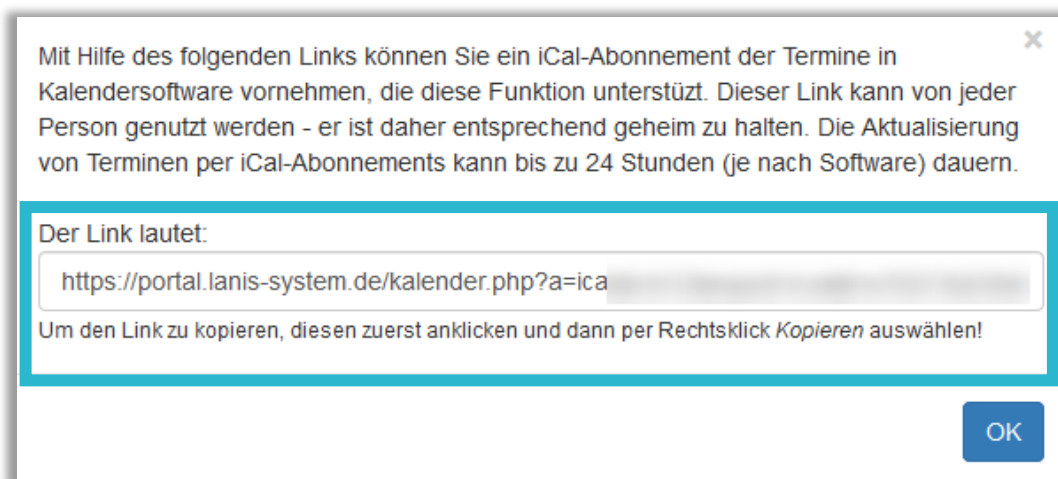 Mit Hilfe des folgenden Links können Sie ein iCal-Abonnement der Termine in
Kalendersoftware vornehmen, die diese Funktion unterstüzt. Dieser Link kann von jeder
Person genutzt werden - er ist daher entsprechend geheim zu halten. Die Aktualisierung
von Terminen per iCal-Abonnements kann bis zu 24 Stunden (je nach Software) dauern.
×
Der Link lautet:
https://portal.lanis-system.de/kalender.php?a=ica
Um den Link zu kopieren, diesen zuerst anklicken und dann per Rechtsklick Kopieren auswählen!
OK